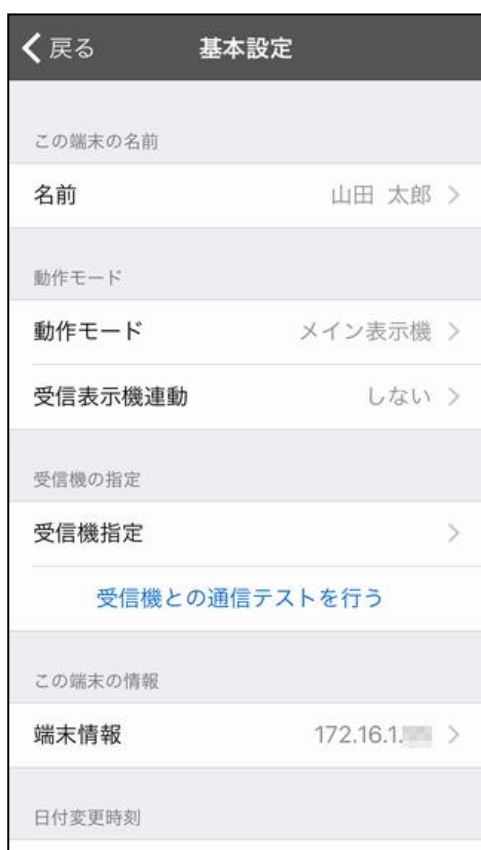 戻る 基本設定
この端末の名前
名前 山田 太郎
動作モード
動作モード メイン表示機
受信表示機連動 しない
受信機の指定
受信機指定
受信機との通信テストを行う
この端末の情報
端末情報 172.16.1.
日付変更時刻